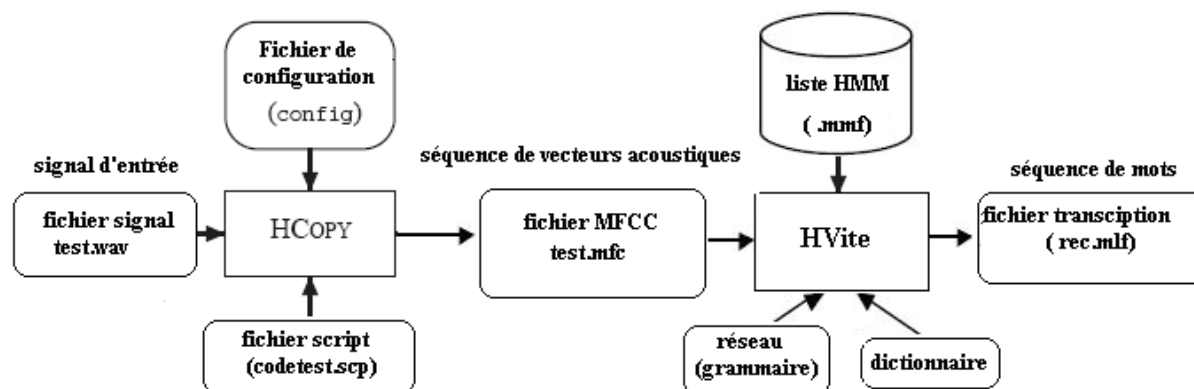 Fichier de
configuration
(config)
liste HMM
( .mmf)
signal d'entrée
séquence de vecteurs acoustiques
séquence de mots
fichier signal
test.wav
HCOPY
fichier MFCC
test.mfc
HVite
fichier transciption
( rec.mlf)
fichier script
(codetest.scp)
réseau
(grammaire)
dictionnaire